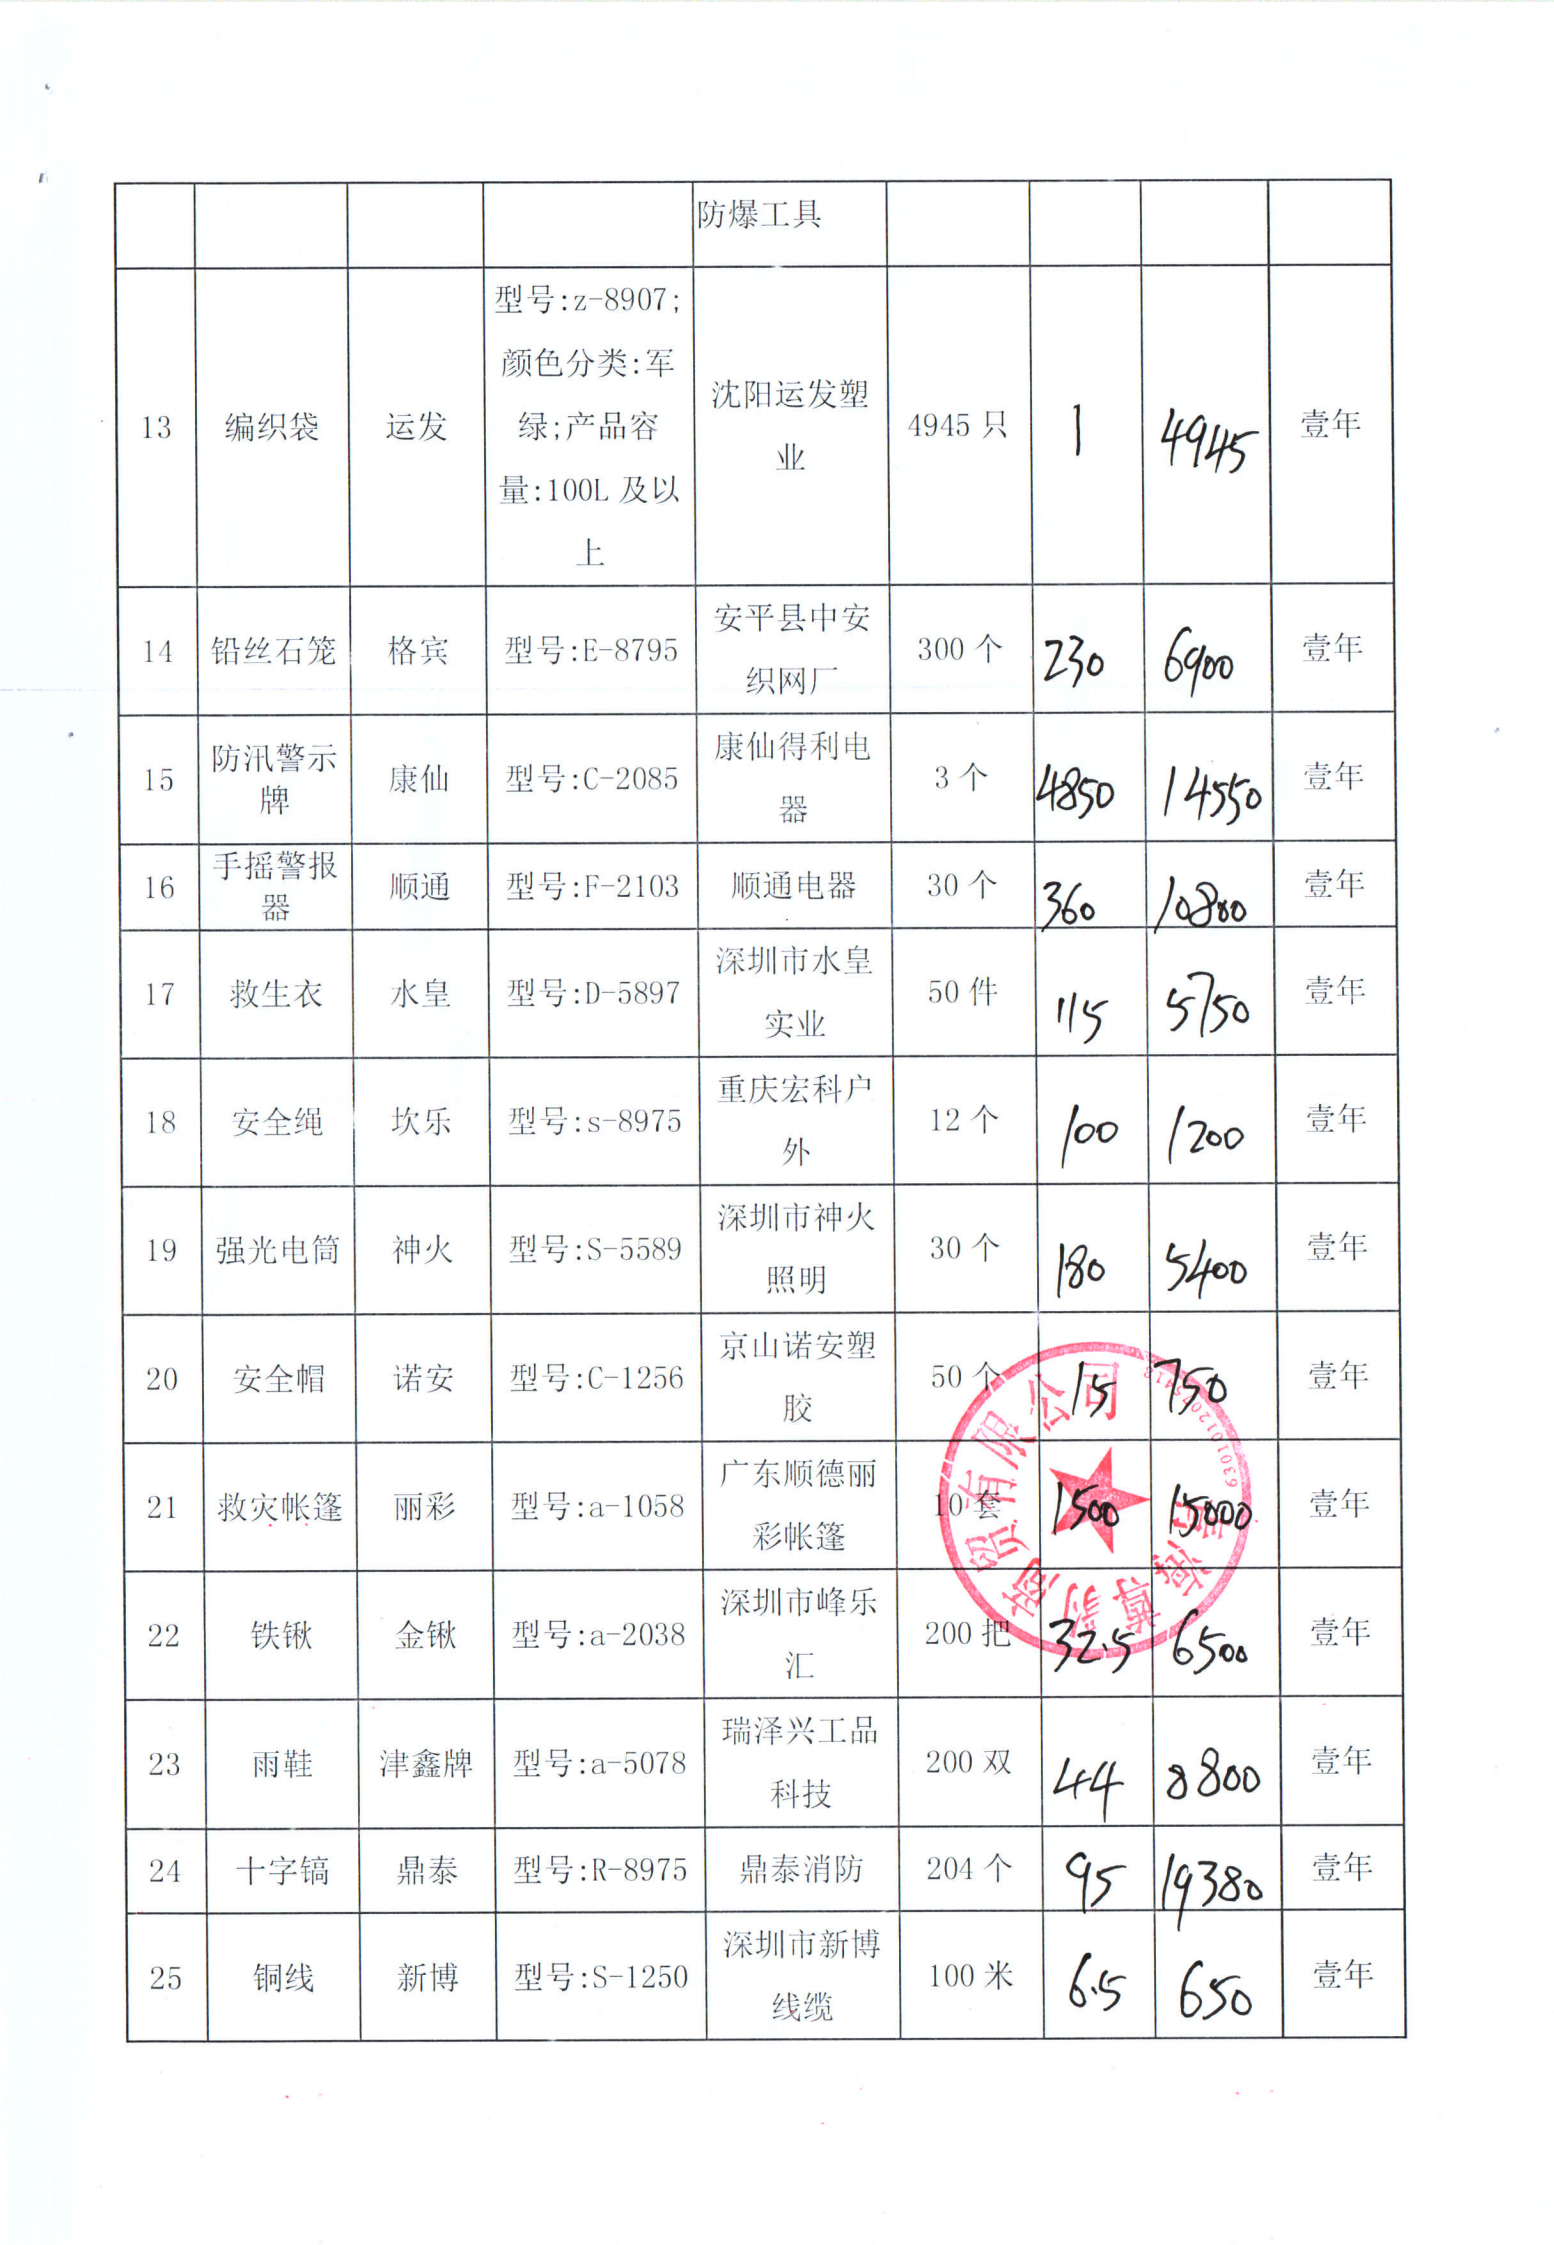 防爆工具
13 编织袋 运发 型号:z-8907; 颜色分类:军绿;产品容量:100L 及以上 沈阳运发塑业 4945 只 1 4945 壹年
14 铅丝石笼 格宾 型号:E-8795 安平县中安织网厂 300 个 230 6900 壹年
15 防汛警示牌 康仙 型号:C-2085 康仙得利电器 3 个 4850 14550 壹年
16 手摇警报器 顺通 型号:F-2103 顺通电器 30 个 360 10800 壹年
17 救生衣 水皇 型号:D-5897 深圳市水皇实业 50 件 115 5750 壹年
18 安全绳 坎乐 型号:s-8975 重庆宏科户外 12 个 100 1200 壹年
19 强光电筒 神火 型号:S-5589 深圳市神火照明 30 个 180 5400 壹年
20 安全帽 诺安 型号:C-1256 京山诺安塑胶 50 个 15 750 壹年
21 救灾帐篷 丽彩 型号:a-1058 广东顺德丽彩帐篷 10 套 1500 15000 壹年
22 铁锹 金锹 型号:a-2038 深圳市峰乐汇 200 把 32.5 6500 壹年
23 雨鞋 津鑫牌 型号:a-5078 瑞泽兴工品科技 200 双 44 8800 壹年
24 十字镐 鼎泰 型号:R-8975 鼎泰消防 204 个 95 19380 壹年
25 铜线 新博 型号:S-1250 深圳市新博线缆 100 米 6.5 650 壹年
商贸有限公司